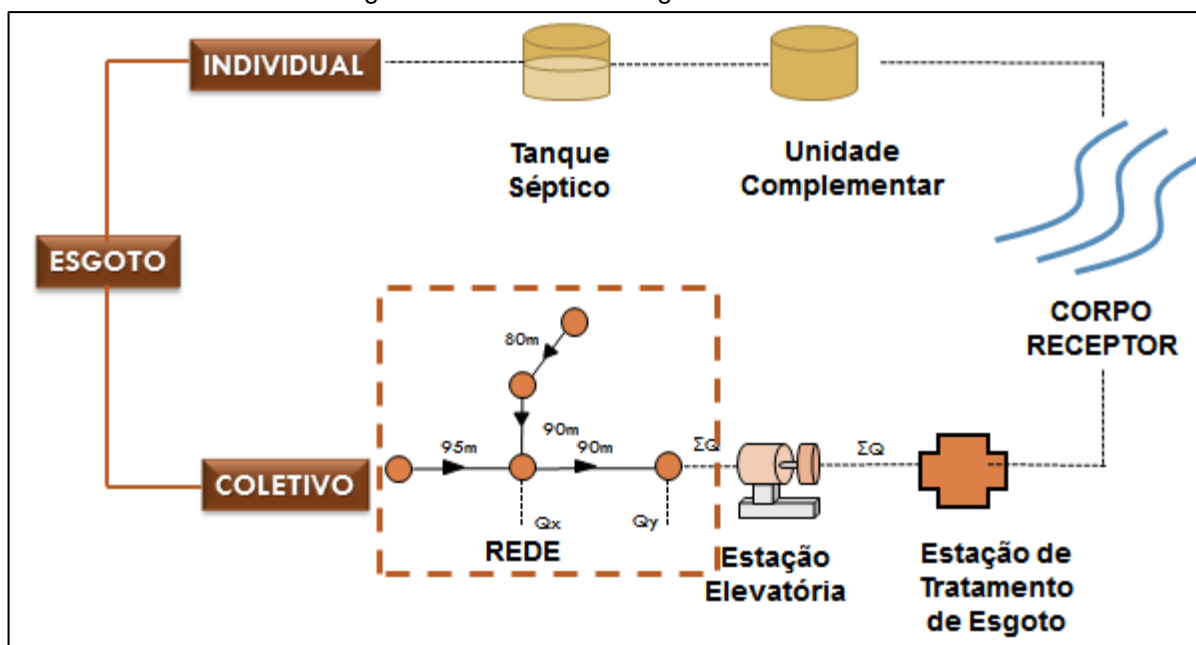 INDIVIDUAL
Tanque
Séptico
Unidade
Complementar
ESGOTO
CORPO
RECEPTOR
80m
90m
95m
90m
ΣQ
ΣQ
COLETIVO
Qx
Qy
REDE
Estação
Elevatória
Estação de
Tratamento
de Esgoto